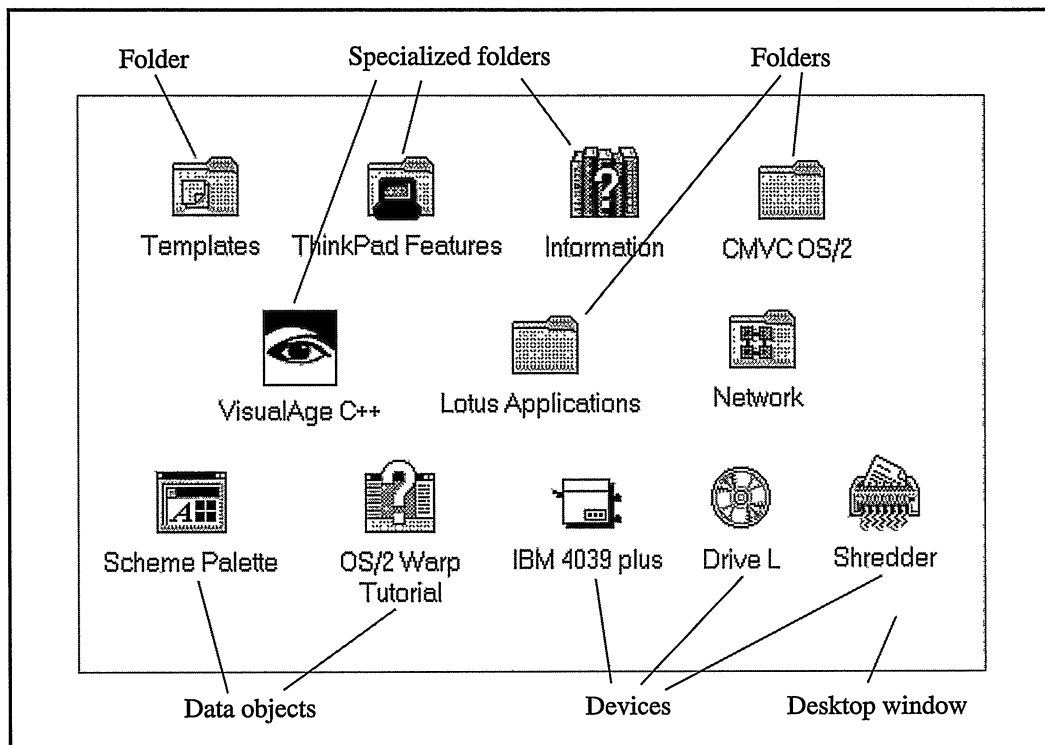 Folder
Specialized folders
Folders
Templates
ThinkPad Features
Information
CMVC OS/2
VisualAge C++
Lotus Applications
Network
Scheme Palette
OS/2 Warp
Tutorial
IBM 4039 plus
Drive L
Shredder
Data objects
Devices
Desktop window